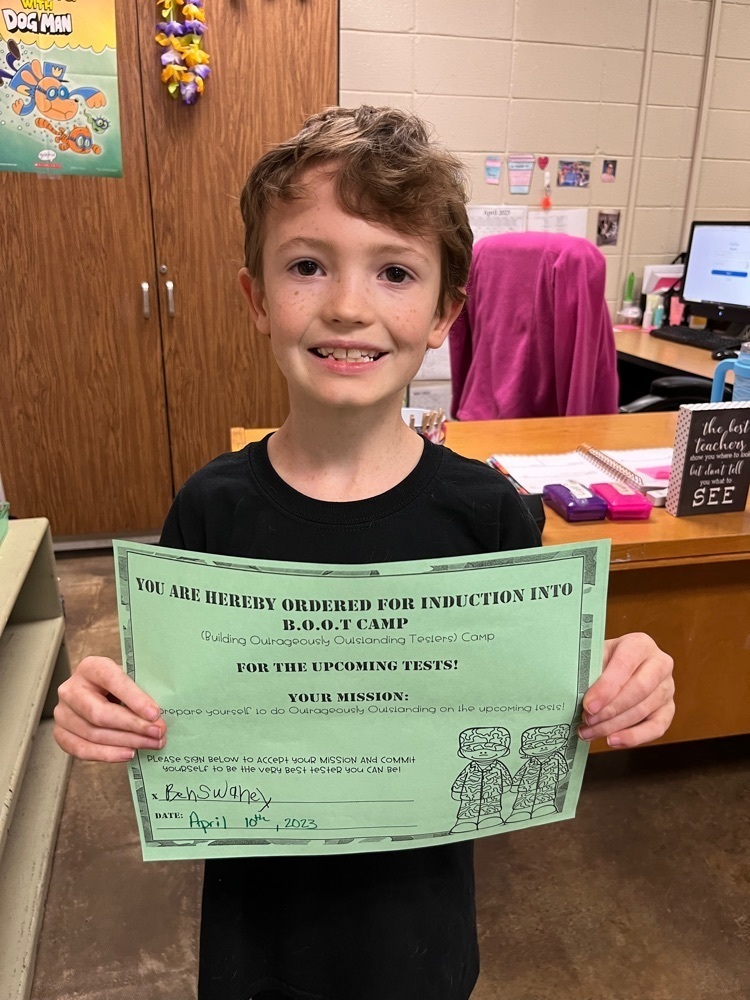 WITH
DOG MAN
April 2023
the best
teachers
show you where to look
but don't tell
you what to
SEE
YOU ARE HEREBY ORDERED FOR INDUCTION INTO
B.O.O.T CAMP
(Building Outrageously Outstanding Testers) Camp
FOR THE UPCOMING TESTS!
YOUR MISSION:
prepare yourself to do Outrageously Outstanding on the upcoming tests!
PLEASE SIGN BELOW TO ACCEPT YOUR MISSION AND COMMIT
YOURSELF TO BE THE VERY BEST TESTER YOU CAN BE!
x BenSwaney
DATE: April 10th, 2023